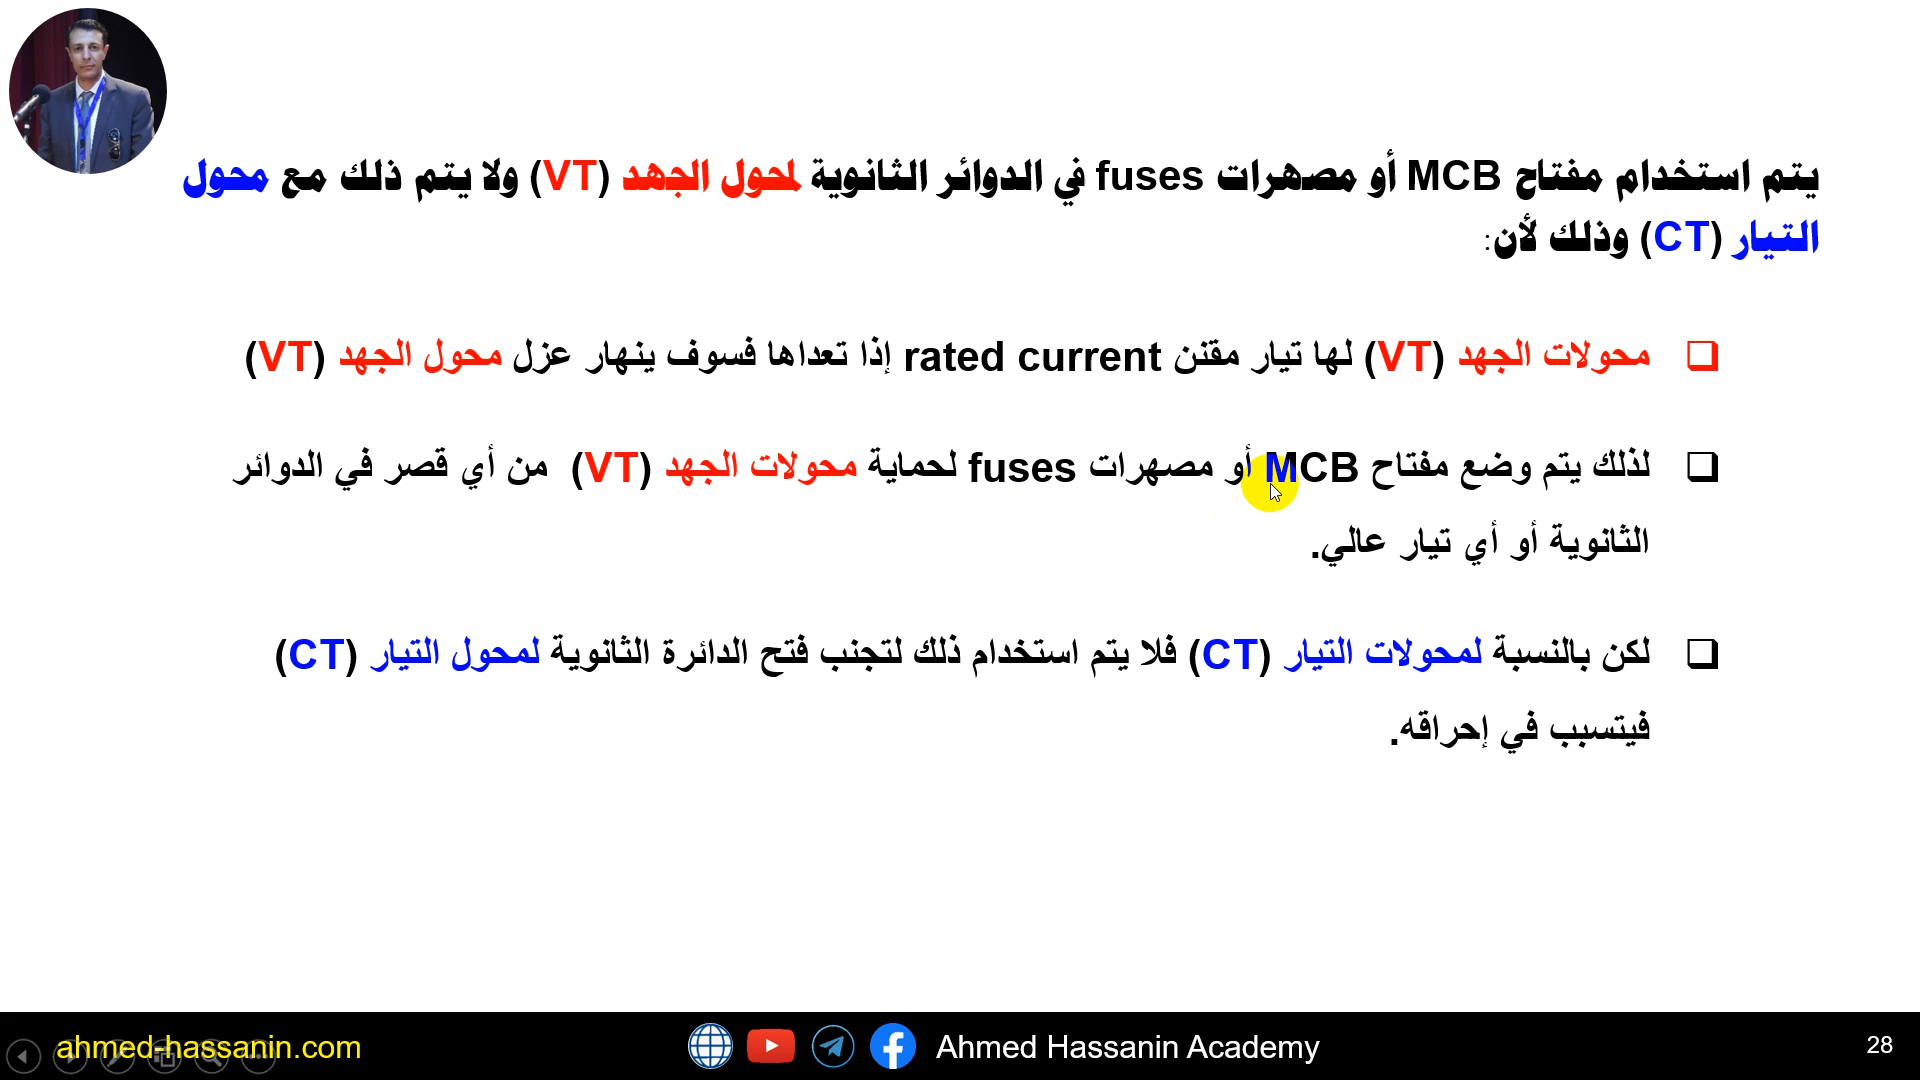 يتم استخدام مفتاح MCB أو مصهرات fuses في الدوائر الثانوية لمحول الجهد (VT) ولا يتم ذلك مع محول
التيار (CT) وذلك لأن:
❑ محولات الجهد (VT) لها تيار مقنن rated current إذا تعداها فسوف ينهار عزل محول الجهد (VT)
❑ لذلك يتم وضع مفتاح MCB أو مصهرات fuses لحماية محولات الجهد (VT) من أي قصر في الدوائر
الثانوية أو أي تيار عالي.
❑ لكن بالنسبة لمحولات التيار (CT) فلا يتم استخدام ذلك لتجنب فتح الدائرة الثانوية لمحول التيار (CT)
فيتسبب في إحراقه.
ahmed-hassanin.com
Ahmed Hassanin Academy
28